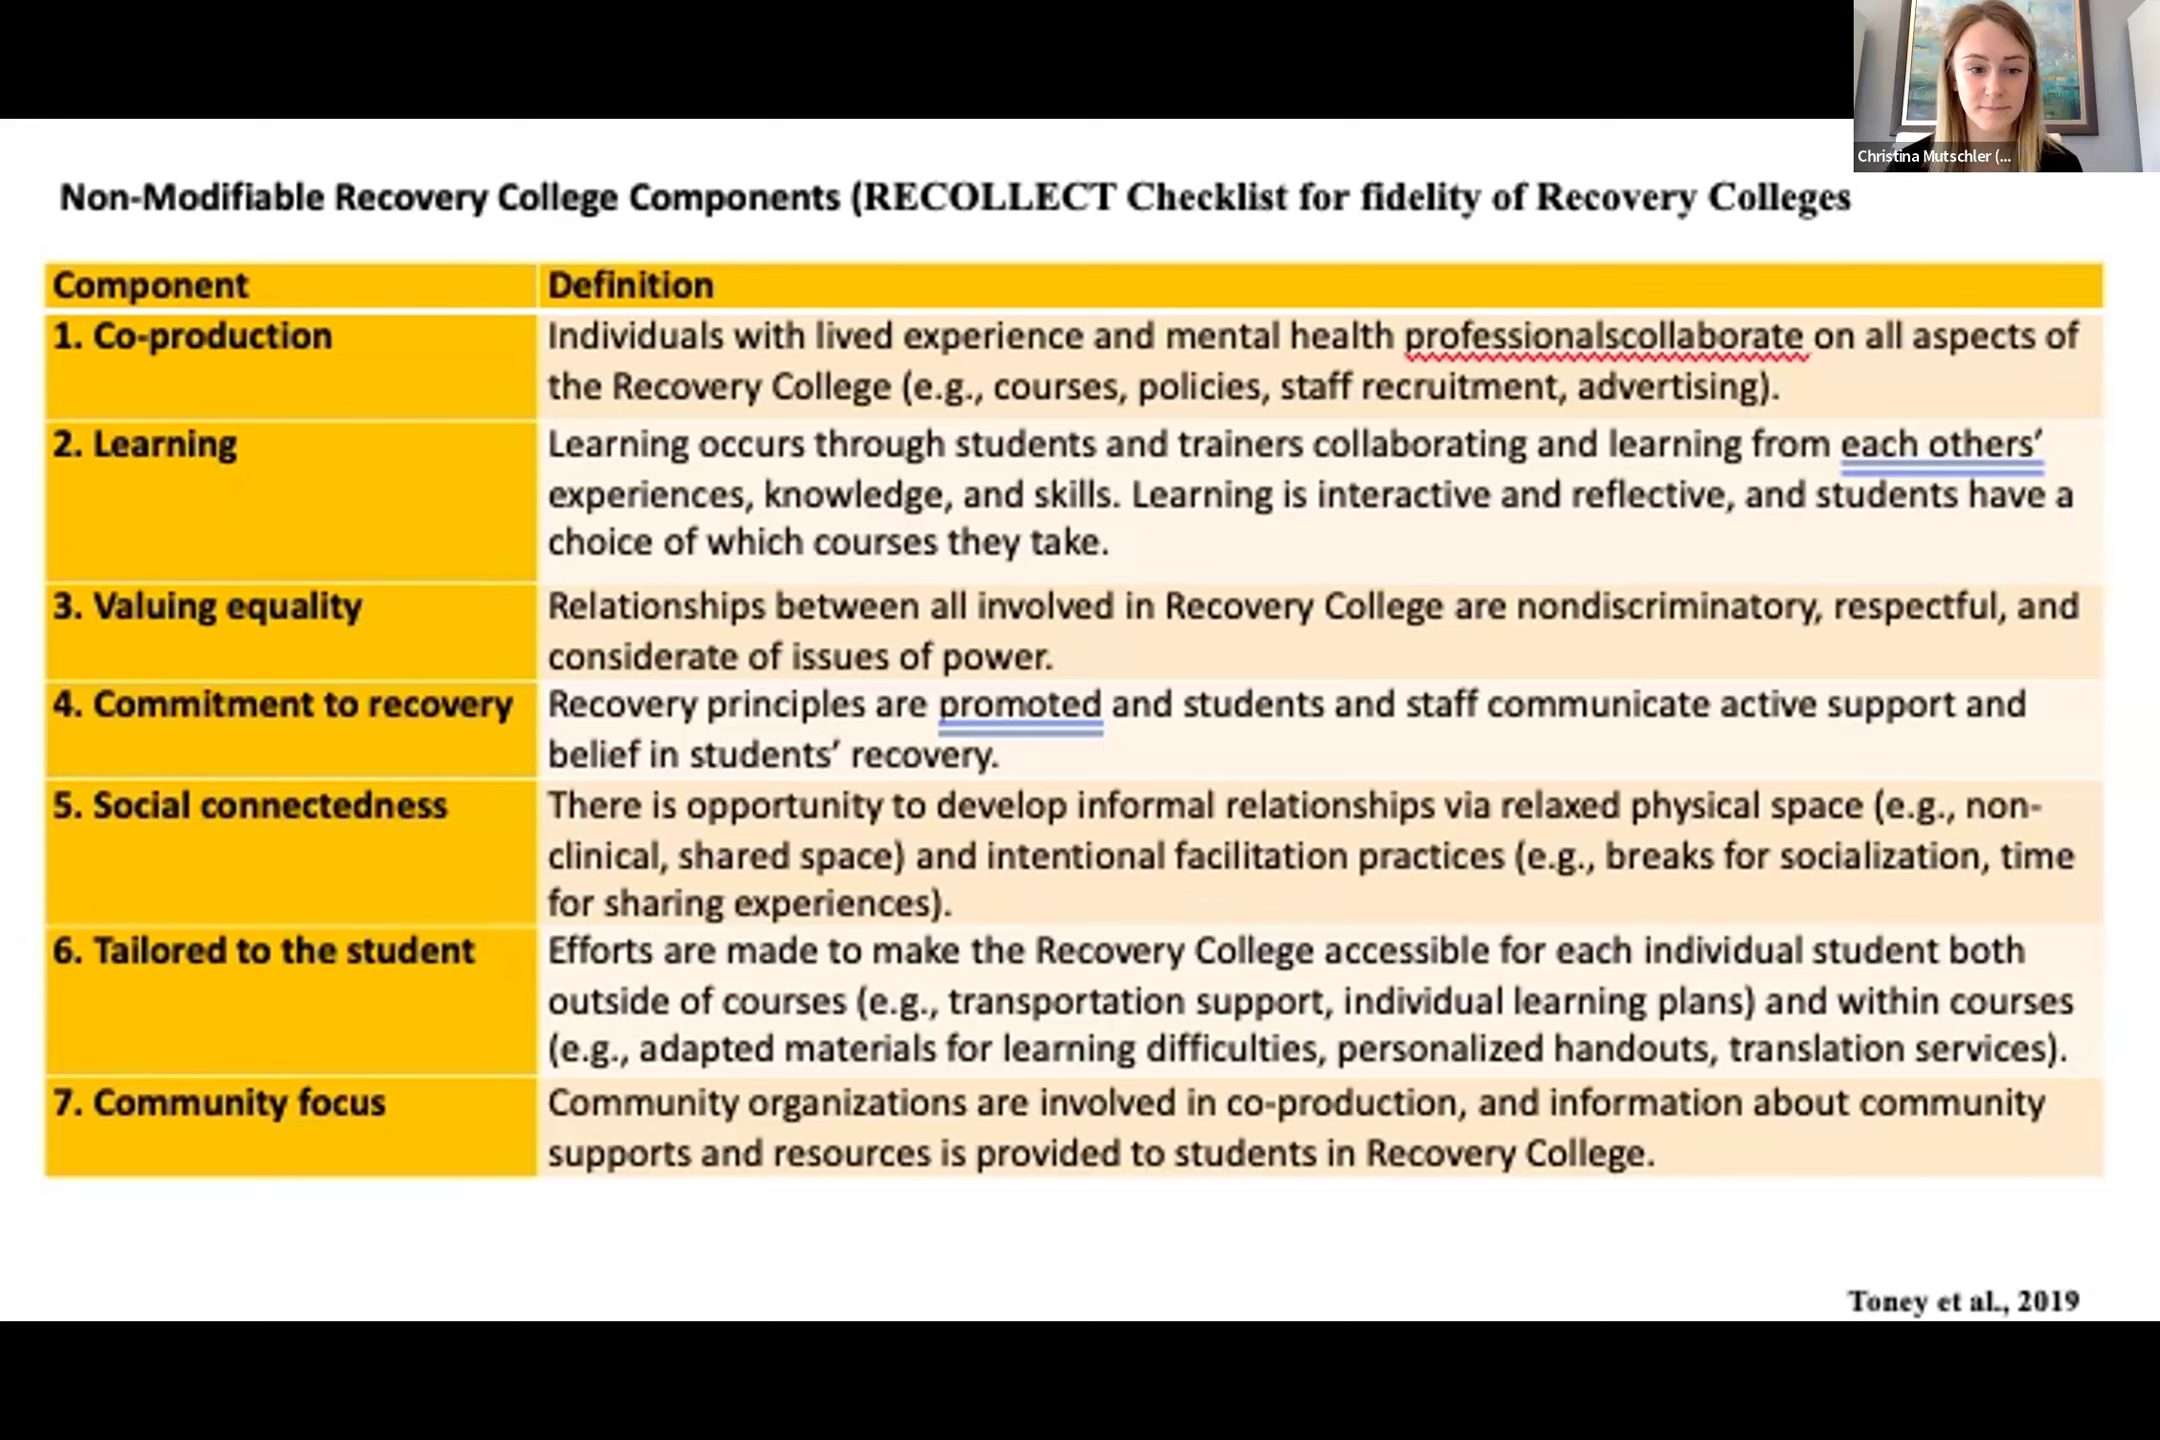 Christina Mutschler (...
Non-Modifiable Recovery College Components (RECOLLECT Checklist for fidelity of Recovery Colleges
Component
Definition
1. Co-production
Individuals with lived experience and mental health professionalscollaborate on all aspects of
the Recovery College (e.g., courses, policies, staff recruitment, advertising).
2. Learning
Learning occurs through students and trainers collaborating and learning from each others’
experiences, knowledge, and skills. Learning is interactive and reflective, and students have a
choice of which courses they take.
3. Valuing equality
Relationships between all involved in Recovery College are nondiscriminatory, respectful, and
considerate of issues of power.
4. Commitment to recovery
Recovery principles are promoted and students and staff communicate active support and
belief in students’ recovery.
5. Social connectedness
There is opportunity to develop informal relationships via relaxed physical space (e.g., non-
clinical, shared space) and intentional facilitation practices (e.g., breaks for socialization, time
for sharing experiences).
6. Tailored to the student
Efforts are made to make the Recovery College accessible for each individual student both
outside of courses (e.g., transportation support, individual learning plans) and within courses
(e.g., adapted materials for learning difficulties, personalized handouts, translation services).
7. Community focus
Community organizations are involved in co-production, and information about community
supports and resources is provided to students in Recovery College.
Toney et al., 2019